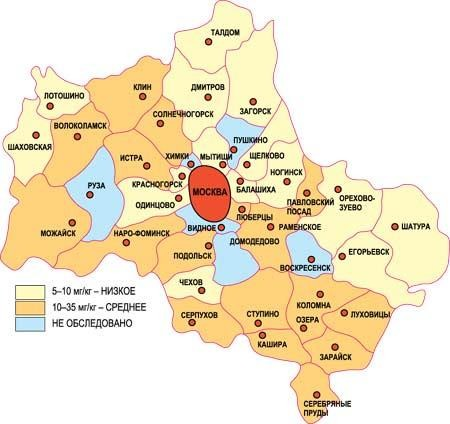 ТАЛДОМ
КЛИН
ДМИТРОВ
ЛОТОШИНО
ЗАГОРСК
СОЛНЕЧНОГОРСК
ВОЛОКОЛАМСК
ШАХОВСКАЯ
ПУШКИНО
ХИМКИ
МЫТИЩИ
ЩЕЛКОВО
ИСТРА
НОГИНСК
КРАСНОГОРСК
БАЛАШИХА
РУЗА
МОСКВА
ОДИНЦОВО
ПАВЛОВСКИЙ
ПОСАД
ОРЕХОВО-
ЗУЕВО
ЛЮБЕРЦЫ
МОЖАЙСК
НАРО-ФОМИНСК
ВИДНОЕ
РАМЕНСКОЕ
ШАТУРА
ДОМОДЕДОВО
ПОДОЛЬСК
ЕГОРЬЕВСК
ВОСКРЕСЕНСК
ЧЕХОВ
5–10 мг/кг – НИЗКОЕ
10–35 мг/кг – СРЕДНЕЕ
НЕ ОБСЛЕДОВАНО
КОЛОМНА
СЕРПУХОВ
СТУПИНО
ОЗЕРА
ЛУХОВИЦЫ
КАШИРА
ЗАРАЙСК
СЕРЕБРЯНЫЕ
ПРУДЫ